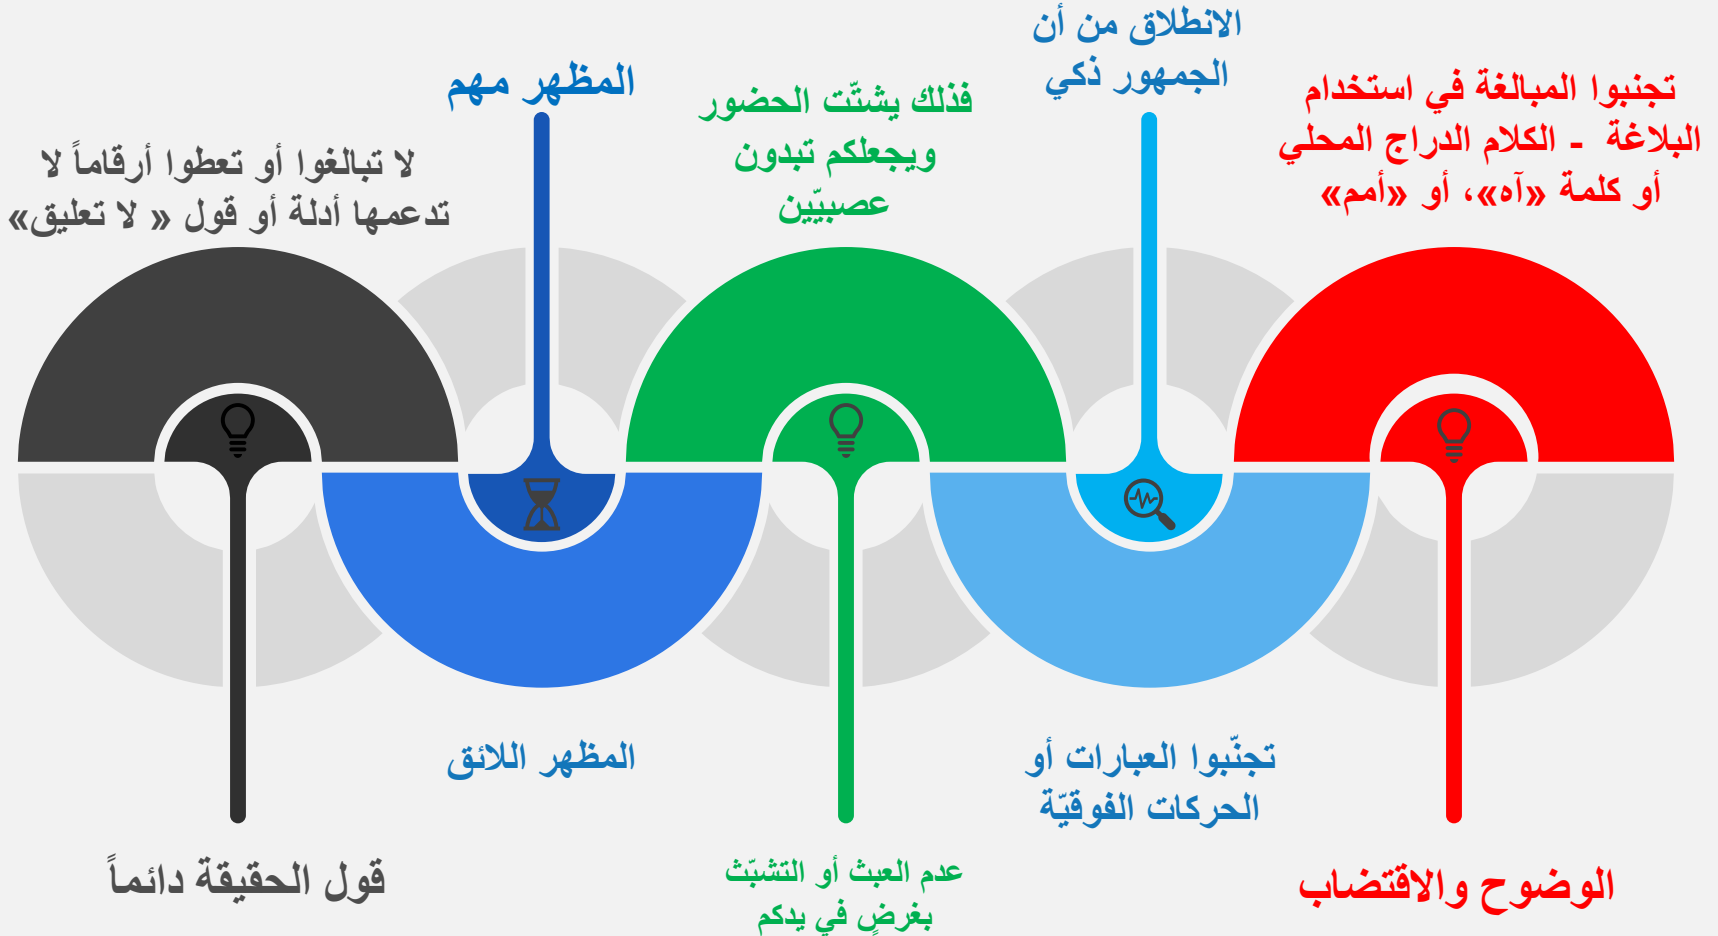 تجنبوا المبالغة في استخدام
البلاغة - الكلام الدراج المحلي
أو كلمة «آه»، أو «أمم»
الوضوح والاقتضاب
الانطلاق من أن
الجمهور ذكي
تجنّبوا العبارات أو
الحركات الفوقيّة
فذلك يشتّت الحضور
ويجعلكم تبدون
عصبيّين
عدم العبث أو التشبّث
بغرضٍ في يدكم
المظهر مهم
المظهر اللائق
لا تبالغوا أو تعطوا أرقاماً لا
تدعمها أدلة أو قول « لا تعليق»
قول الحقيقة دائماً